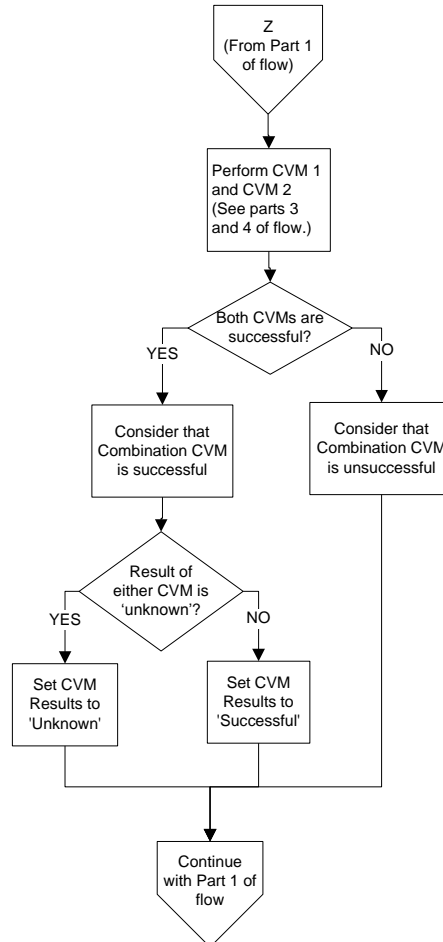 Z
(From Part 1
of flow)
Perform CVM 1
and CVM 2
(See parts 3
and 4 of flow.)
Both CVMs are
successful?
YES
NO
Consider that
Combination CVM
is successful
Consider that
Combination CVM
is unsuccessful
Result of
either CVM is
‘unknown’?
YES
NO
Set CVM
Results to
'Unknown'
Set CVM
Results to
'Successful'
Continue
with Part 1 of
flow